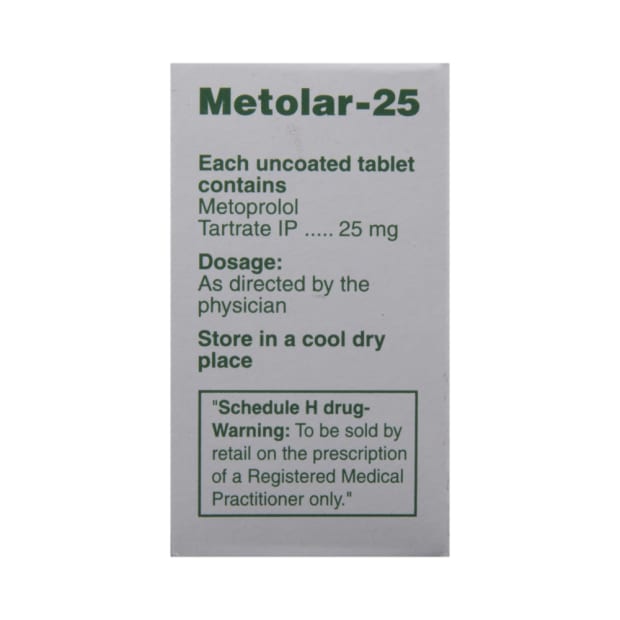 Metolar-25
Each uncoated tablet
contains
Metoprolol
Tartrate IP ..... 25 mg
Dosage:
As directed by the
physician
Store in a cool dry
place
"Schedule H drug-
Warning: To be sold by
retail on the prescription
of a Registered Medical
Practitioner only."